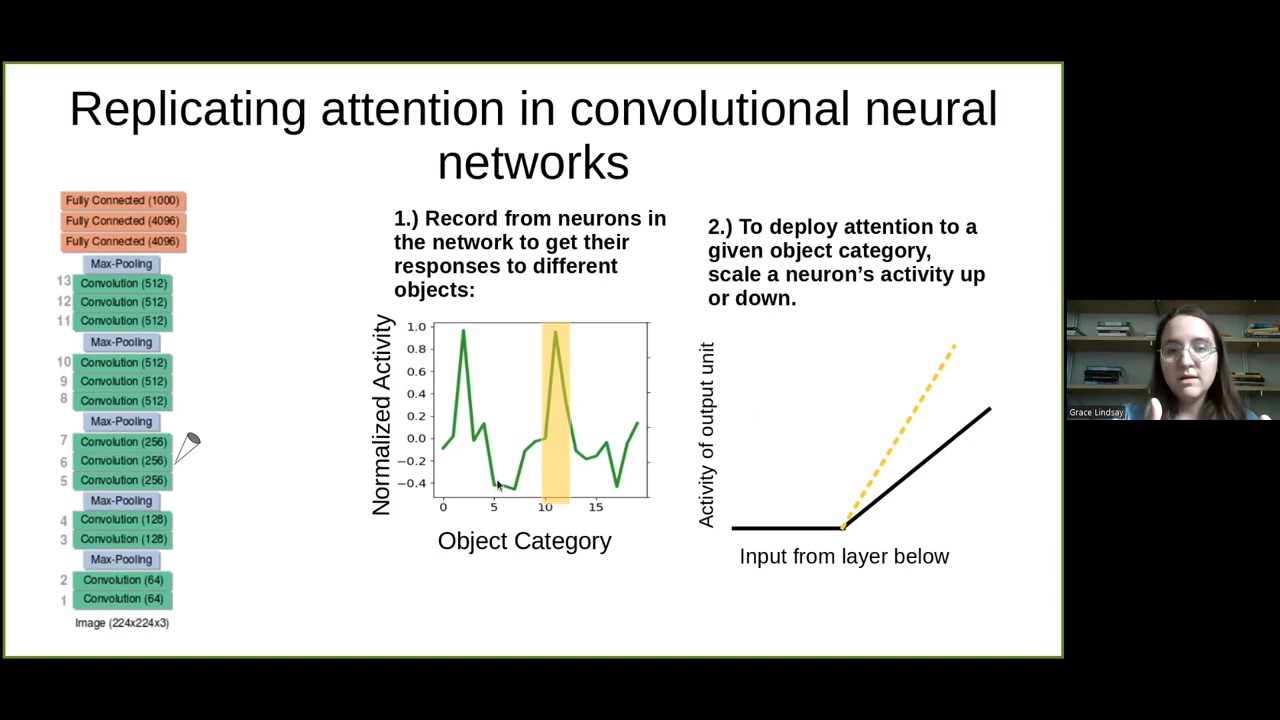 Replicating attention in convolutional neural
networks
Fully Connected (1000)
Fully Connected (4096)
Fully Connected (4096)
Max-Pooling
13 Convolution (512)
12 Convolution (512)
11 Convolution (512)
Max-Pooling
10 Convolution (512)
9 Convolution (512)
8 Convolution (512)
Max-Pooling
7 Convolution (256)
6 Convolution (256)
5 Convolution (256)
Max-Pooling
4 Convolution (128)
3 Convolution (128)
Max-Pooling
2 Convolution (64)
1 Convolution (64)
Image (224x224x3)
1.) Record from neurons in
the network to get their
responses to different
objects:
Normalized Activity
1.0
0.8
0.6
0.4
0.2
0.0
−0.2
−0.4
0 5 10 15
Object Category
2.) To deploy attention to a
given object category,
scale a neuron’s activity up
or down.
Activity of output unit
Input from layer below
Grace Lindsay